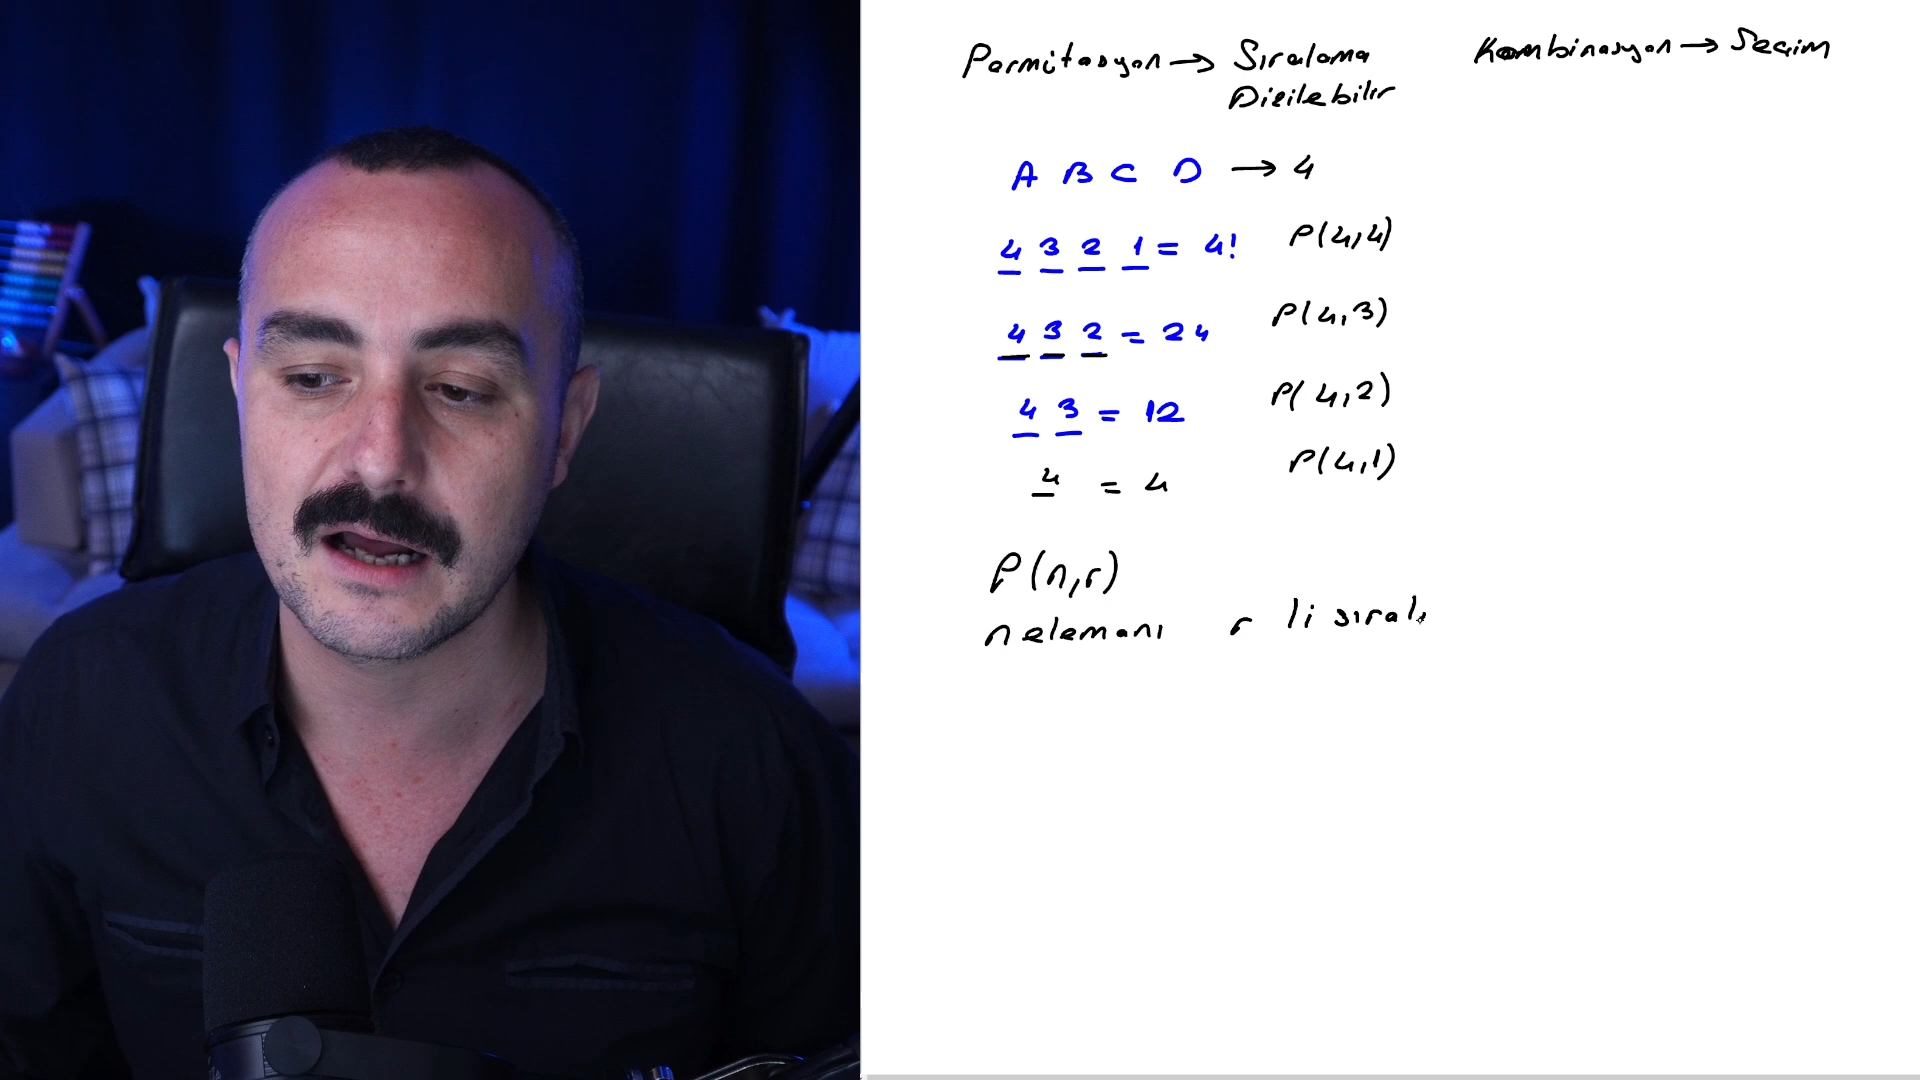 Permütasyon → Sıralama
Dizilebilir
Kombinasyon → Seçim
A B C D → 4
4 3 2 1 = 4! P(4,4)
4 3 2 = 24 P(4,3)
4 3 = 12 P(4,2)
4 = 4 P(4,1)
P(n,r)
n elemanı r li sıral